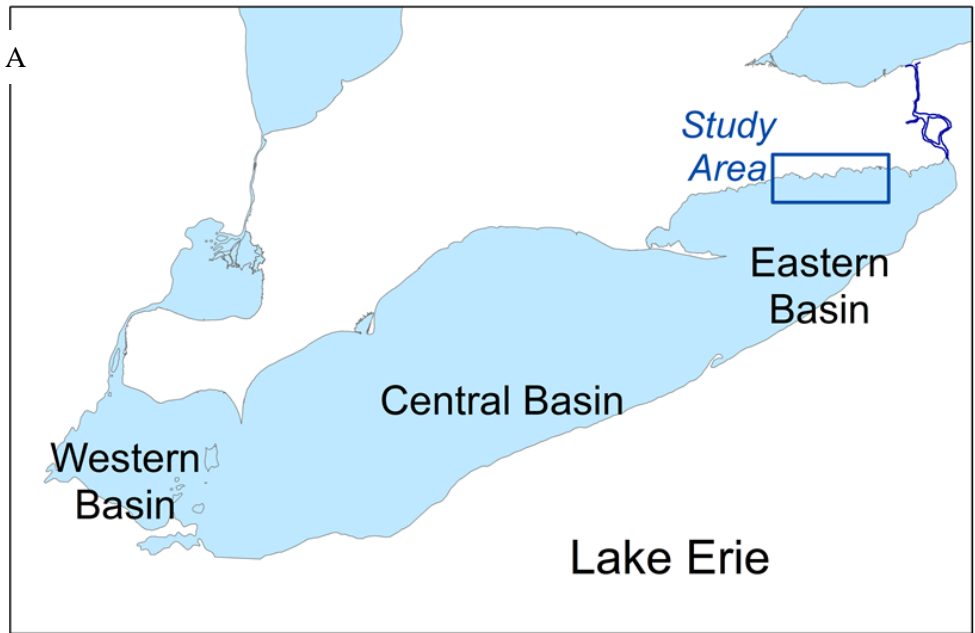 A
Study
Area
Eastern
Basin
Central Basin
Western
Basin
Lake Erie